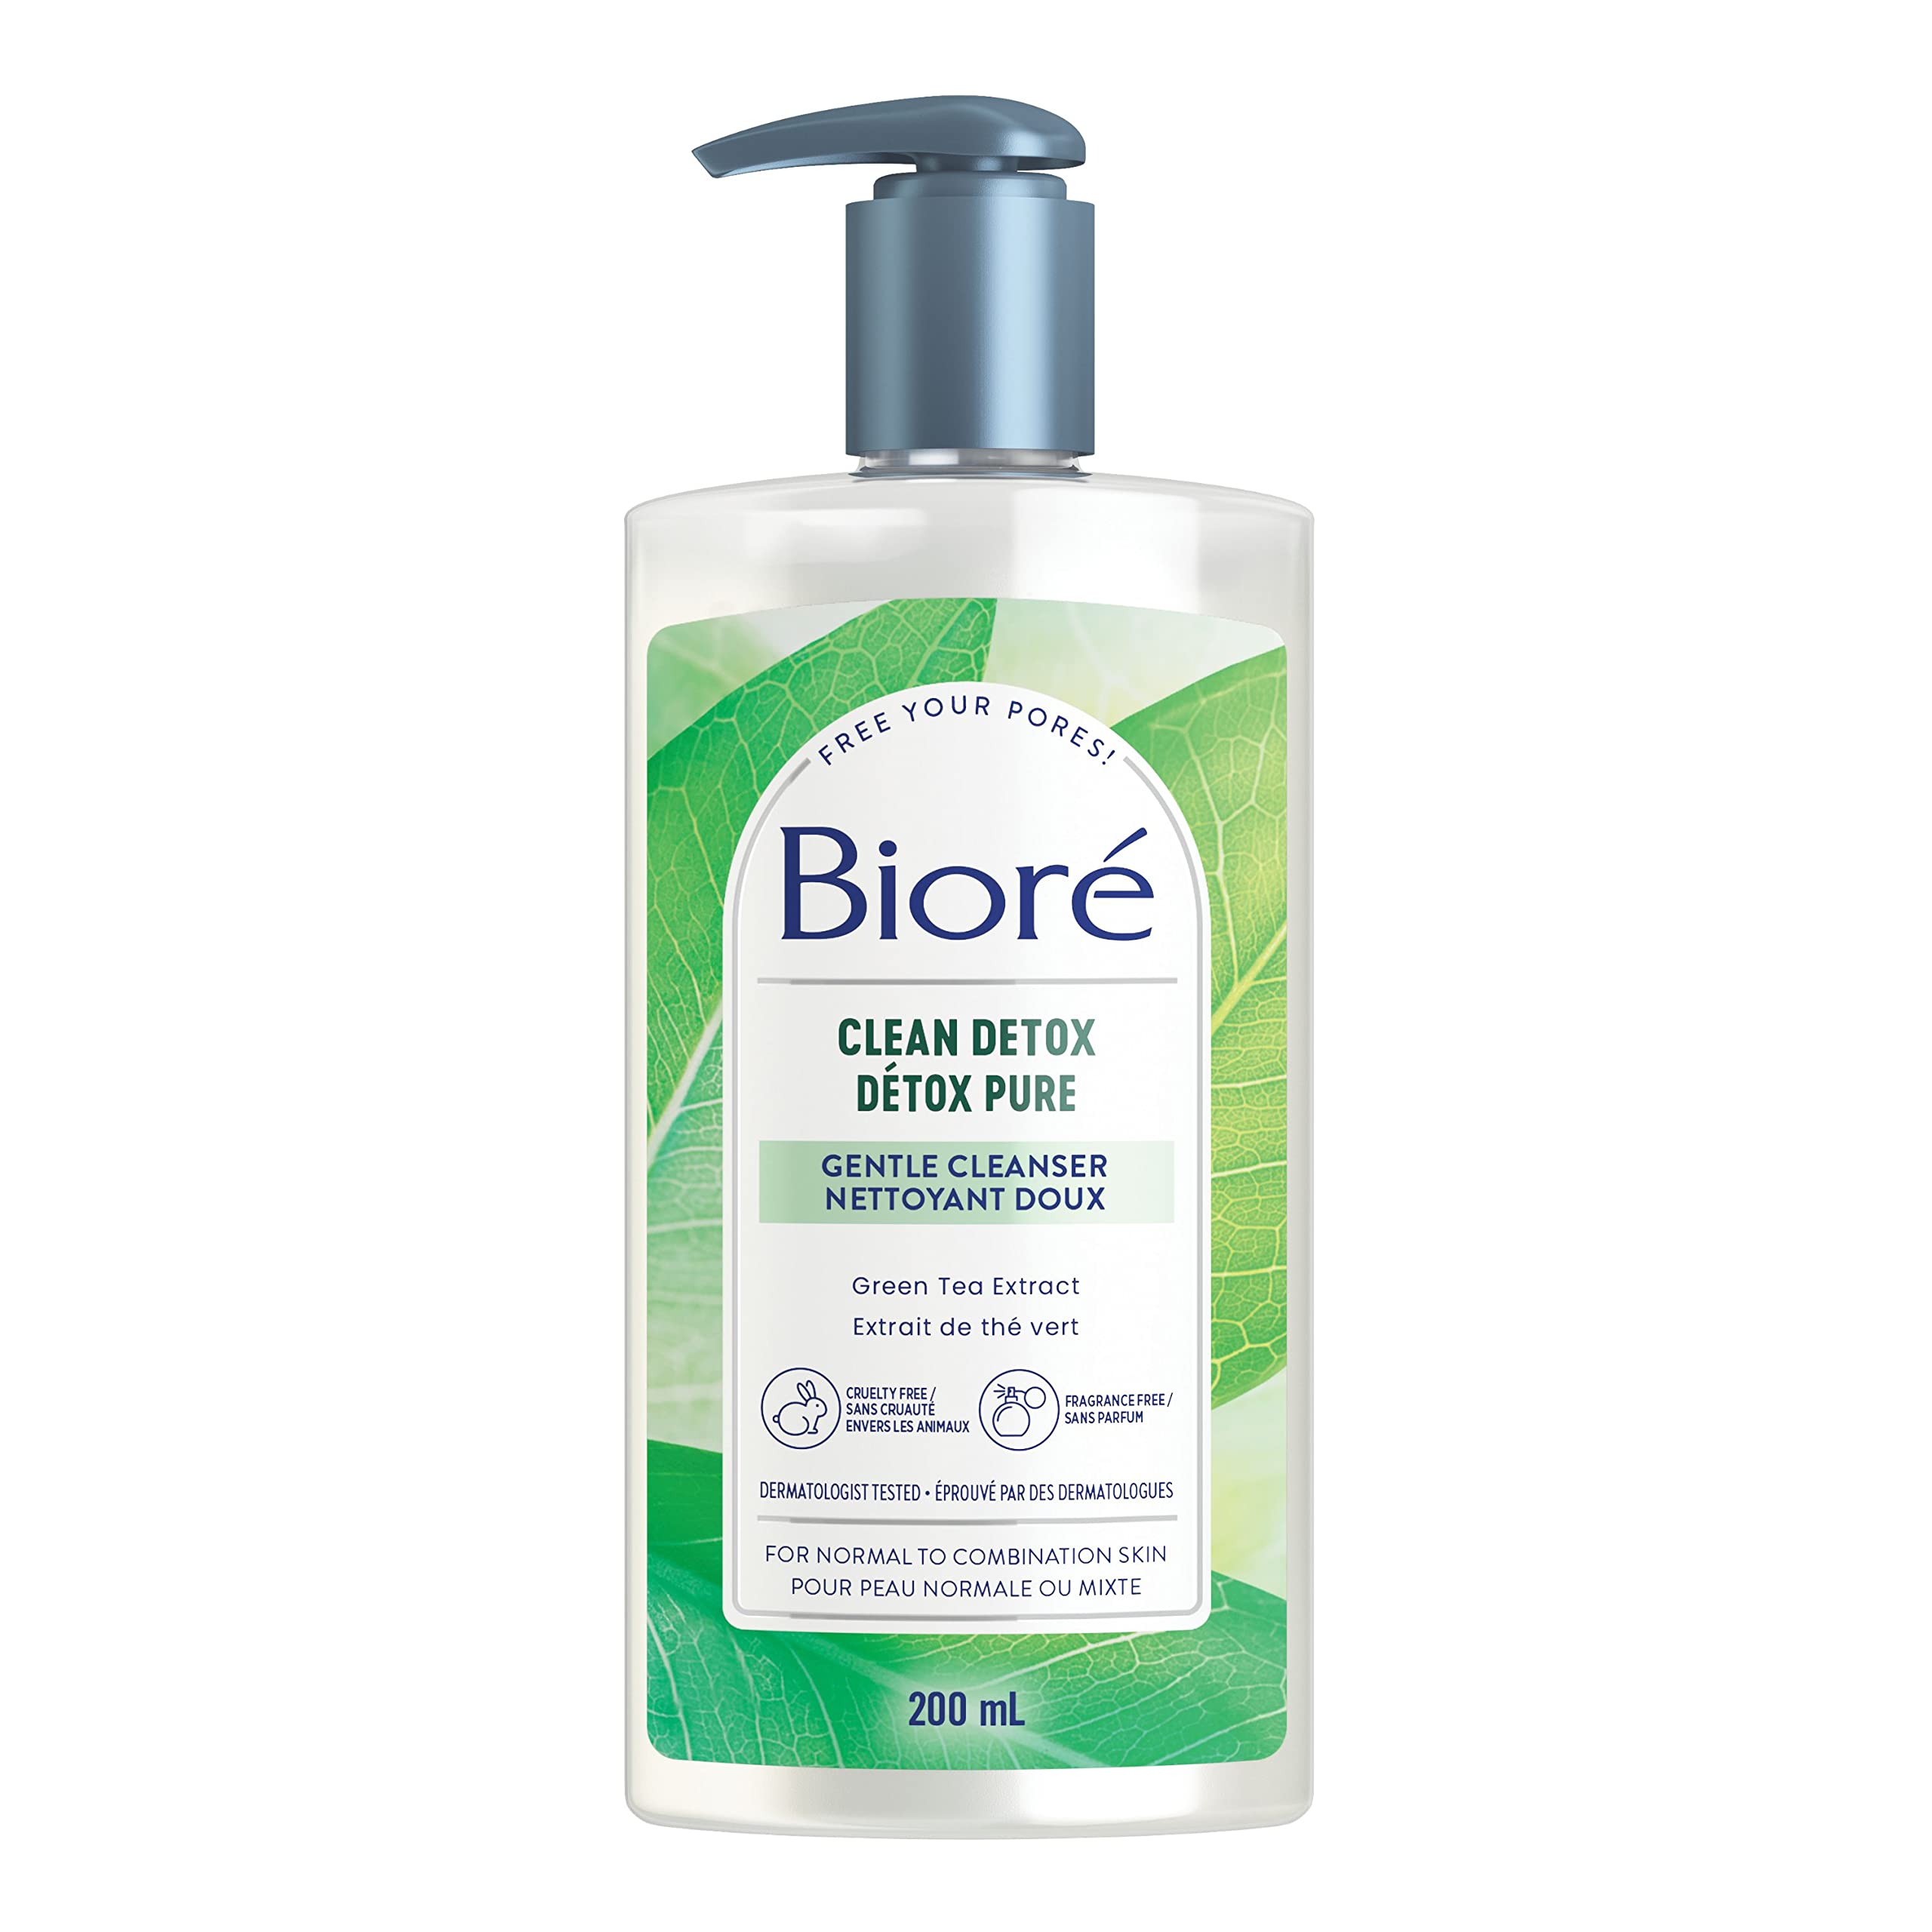 FREE YOUR PORES!
Bioré
CLEAN DETOX
DÉTOX PURE
GENTLE CLEANSER
NETTOYANT DOUX
Green Tea Extract
Extrait de thé vert
CRUELTY FREE /
SANS CRUAUTÉ
ENVERS LES ANIMAUX
FRAGRANCE FREE /
SANS PARFUM
DERMATOLOGIST TESTED • ÉPROUVÉ PAR DES DERMATOLOGUES
FOR NORMAL TO COMBINATION SKIN
POUR PEAU NORMALE OU MIXTE
200 mL